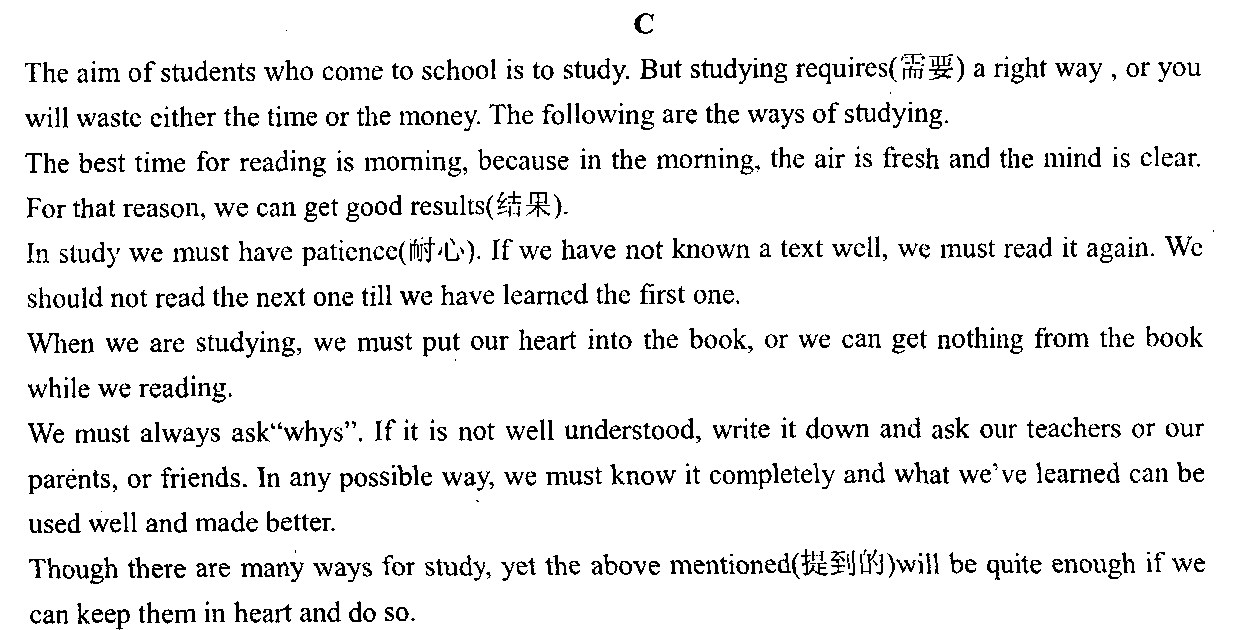 C
The aim of students who come to school is to study. But studying requires(需要) a right way , or you
will waste either the time or the money. The following are the ways of studying.
The best time for reading is morning, because in the morning, the air is fresh and the mind is clear.
For that reason, we can get good results(结果).
In study we must have patience(耐心). If we have not known a text well, we must read it again. We
should not read the next one till we have learned the first one.
When we are studying, we must put our heart into the book, or we can get nothing from the book
while we reading.
We must always ask“whys”. If it is not well understood, write it down and ask our teachers or our
parents, or friends. In any possible way, we must know it completely and what we’ve learned can be
used well and made better.
Though there are many ways for study, yet the above mentioned(提到的)will be quite enough if we
can keep them in heart and do so.